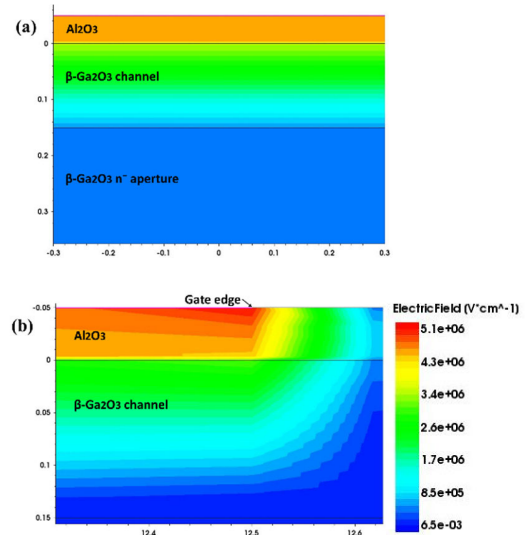 (a)
Al2O3
β-Ga2O3 channel
β-Ga2O3 n⁻ aperture
0
0.1
0.2
0.3
-0.3
-0.2
-0.1
0
0.1
0.2
0.3
Gate edge
(b)
Al2O3
β-Ga2O3 channel
-0.05
0
0.05
0.1
0.15
12.4
12.5
12.6
ElectricField (V*cm^-1)
5.1e+06
4.3e+06
3.4e+06
2.6e+06
1.7e+06
8.5e+05
6.5e-03